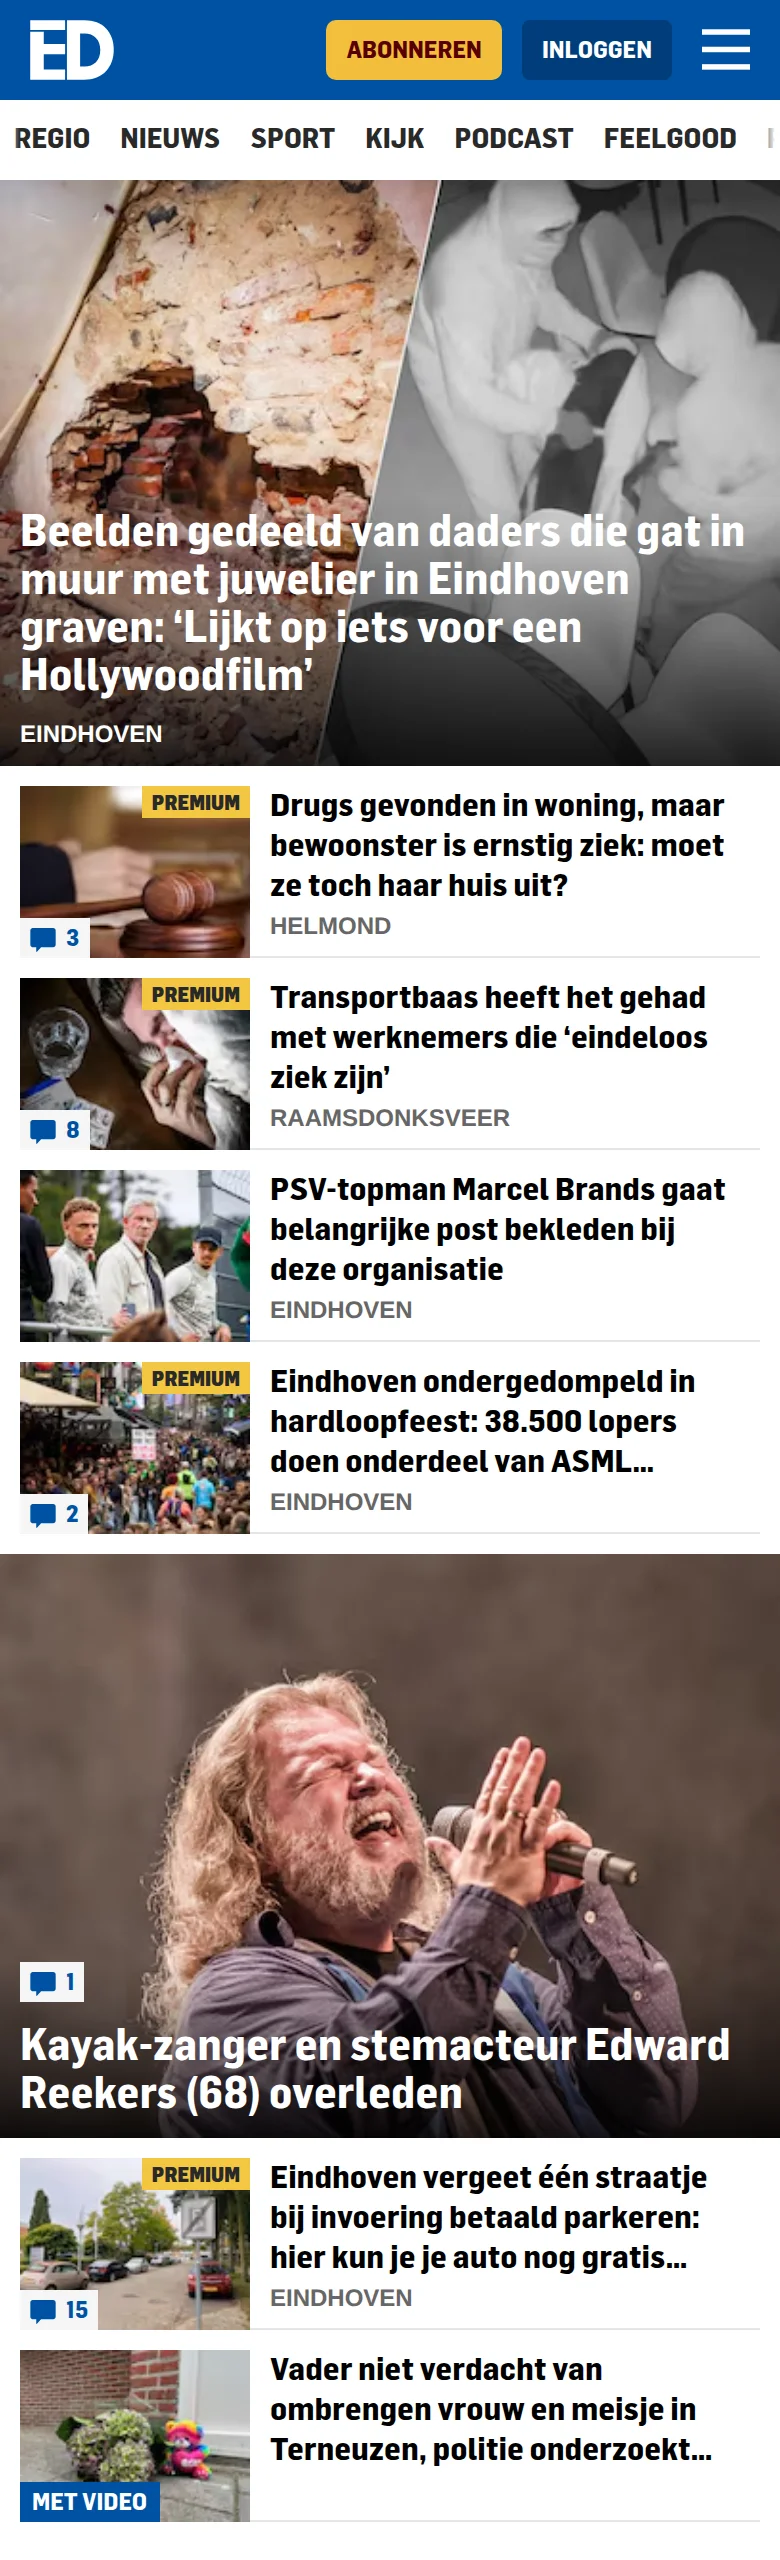 ED
ABONNEREN
INLOGGEN
REGIO NIEUWS SPORT KIJK PODCAST FEELGOOD
Beelden gedeeld van daders die gat in
muur met juwelier in Eindhoven
graven: ‘Lijkt op iets voor een
Hollywoodfilm’
EINDHOVEN
PREMIUM
3
Drugs gevonden in woning, maar
bewoonster is ernstig ziek: moet
ze toch haar huis uit?
HELMOND
PREMIUM
8
Transportbaas heeft het gehad
met werknemers die ‘eindeloos
ziek zijn’
RAAMSDONKSVEER
PSV-topman Marcel Brands gaat
belangrijke post bekleden bij
deze organisatie
EINDHOVEN
PREMIUM
2
Eindhoven ondergedompeld in
hardloopfeest: 38.500 lopers
doen onderdeel van ASML...
EINDHOVEN
1
Kayak-zanger en stemacteur Edward
Reekers (68) overleden
PREMIUM
15
Eindhoven vergeet één straatje
bij invoering betaald parkeren:
hier kun je je auto nog gratis...
EINDHOVEN
MET VIDEO
Vader niet verdacht van
ombrengen vrouw en meisje in
Terneuzen, politie onderzoekt...